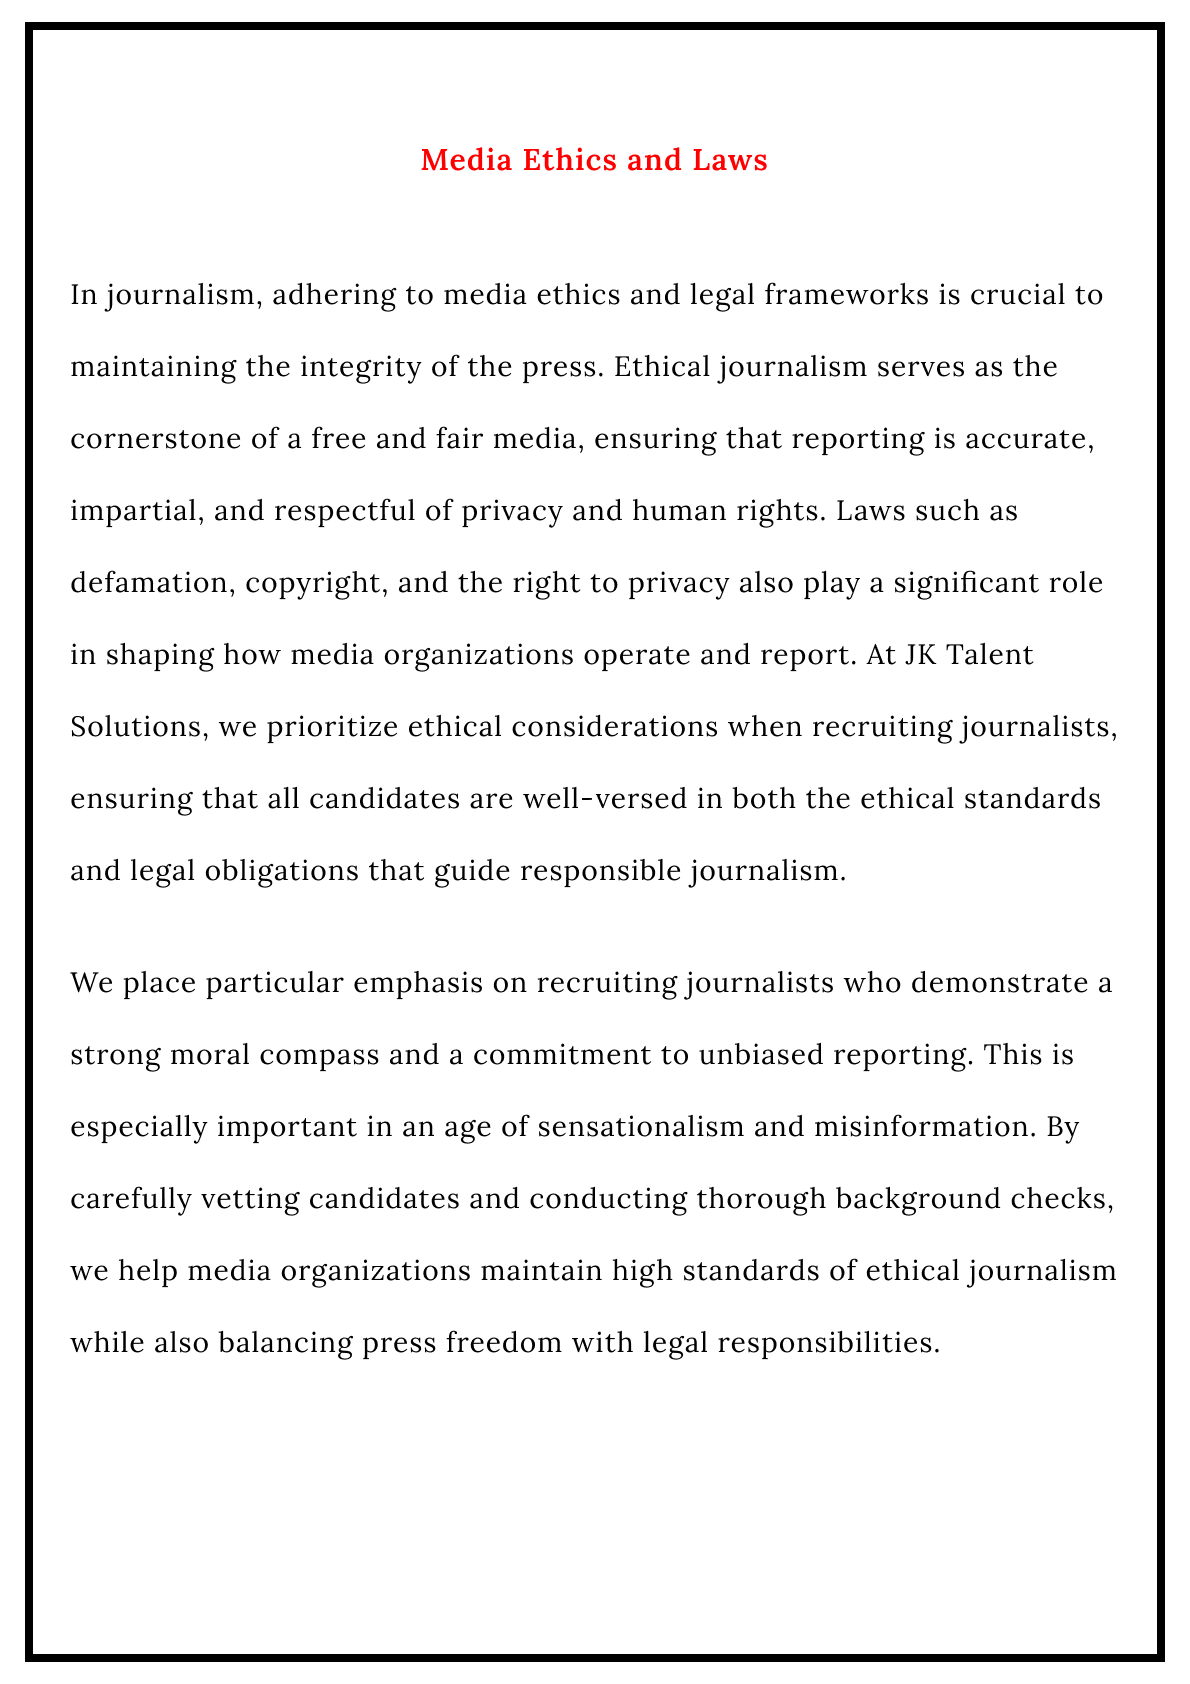 Media Ethics and Laws
In journalism, adhering to media ethics and legal frameworks is crucial to
maintaining the integrity of the press. Ethical journalism serves as the
cornerstone of a free and fair media, ensuring that reporting is accurate,
impartial, and respectful of privacy and human rights. Laws such as
defamation, copyright, and the right to privacy also play a significant role
in shaping how media organizations operate and report. At JK Talent
Solutions, we prioritize ethical considerations when recruiting journalists,
ensuring that all candidates are well-versed in both the ethical standards
and legal obligations that guide responsible journalism.
We place particular emphasis on recruiting journalists who demonstrate a
strong moral compass and a commitment to unbiased reporting. This is
especially important in an age of sensationalism and misinformation. By
carefully vetting candidates and conducting thorough background checks,
we help media organizations maintain high standards of ethical journalism
while also balancing press freedom with legal responsibilities.